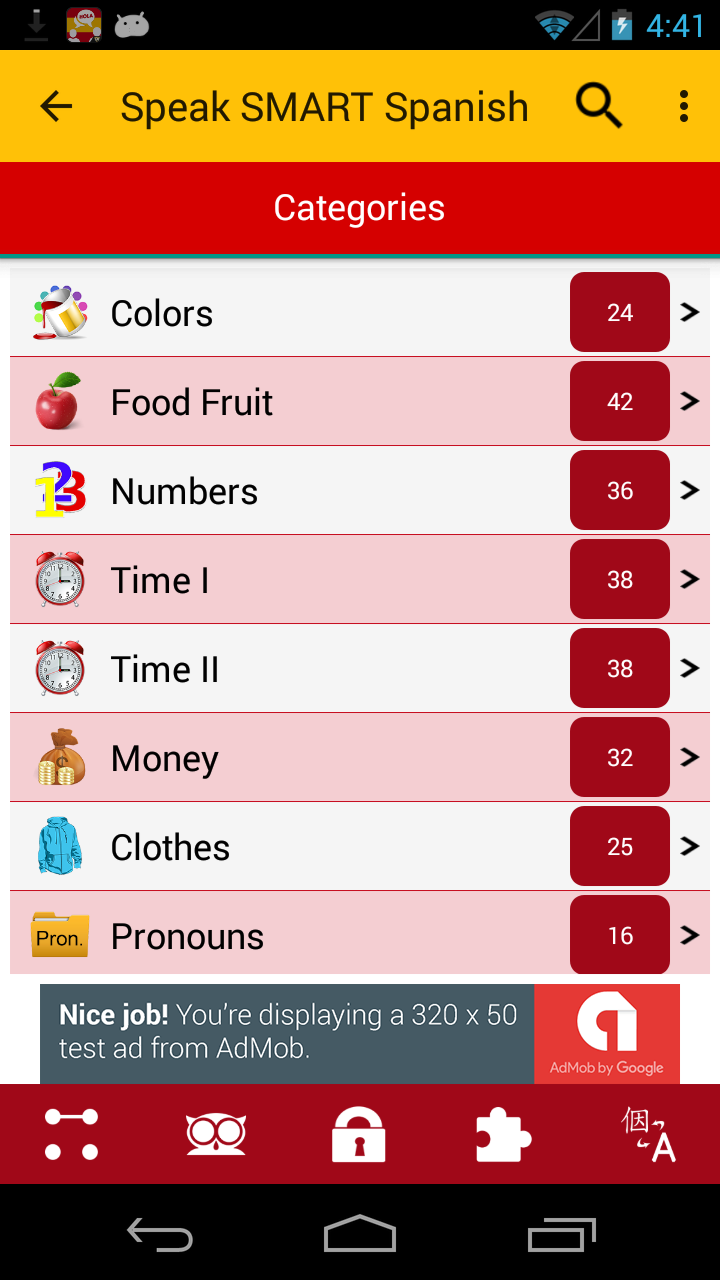 HOLA
4:41
Speak SMART Spanish
Categories
Colors
24
Food Fruit
42
123
Numbers
36
Time I
38
Time II
38
Money
32
Clothes
25
Pron.
Pronouns
16
Nice job! You're displaying a 320 x 50
test ad from AdMob.
AdMob by Google
個
A